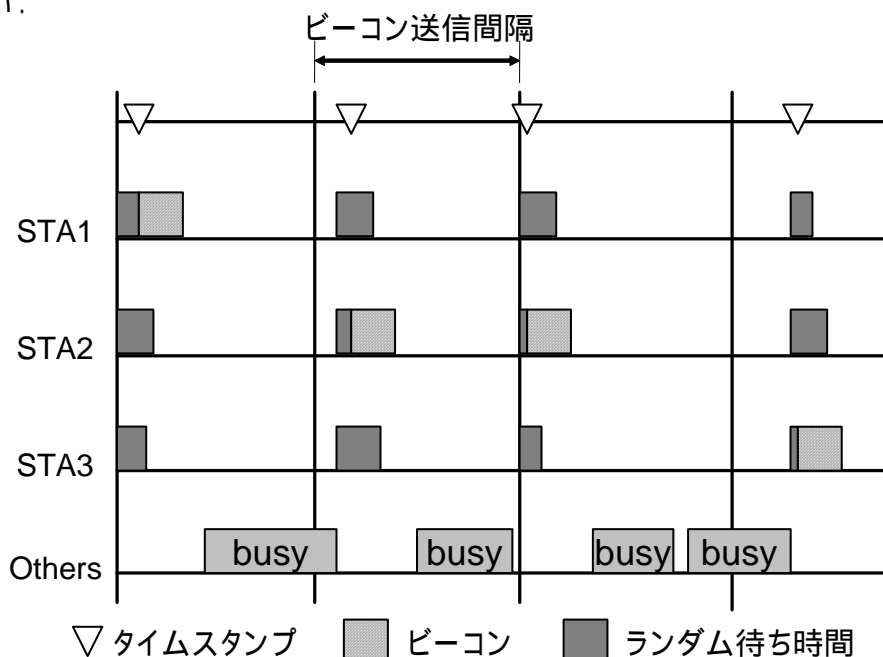 ビーコン送信間隔
STA1
STA2
STA3
Others
busy busy busy busy
タイムスタンプ ビーコン ランダム待ち時間